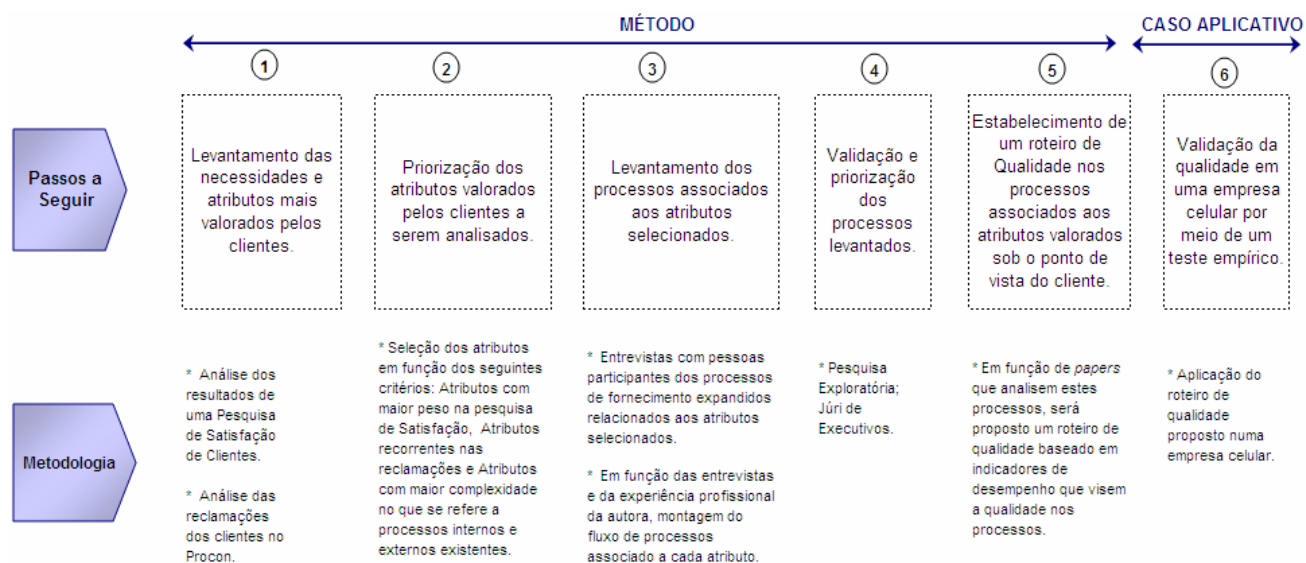 MÉTODO
CASO APLICATIVO
1
2
3
4
5
6
Passos a
Seguir
Levantamento das
necessidades e
atributos mais
valorados pelos
clientes.
Priorização dos
atributos valorados
pelos clientes a
serem analisados.
Levantamento dos
processos associados
aos atributos
selecionados.
Validação e
priorização
dos
processos
levantados.
Estabelecimento de
um roteiro de
Qualidade nos
processos
associados aos
atributos valorados
sob o ponto de
vista do cliente.
Validação da
qualidade em
uma empresa
celular por
meio de um
teste empírico.
Metodologia
* Análise dos
resultados de
uma Pesquisa
de Satisfação
de Clientes.
* Análise das
reclamações
dos clientes no
Procon.
* Seleção dos atributos
em função dos seguintes
critérios: Atributos com
maior peso na pesquisa
de Satisfação, Atributos
recorrentes nas
reclamações e Atributos
com maior complexidade
no que se refere a
processos internos e
externos existentes.
* Entrevistas com pessoas
participantes dos processos
de fornecimento expandidos
relacionados aos atributos
selecionados.
* Em função das entrevistas
e da experiência profissional
da autora, montagem do
fluxo de processos
associado a cada atributo.
* Pesquisa
Exploratória;
Júri de
Executivos.
* Em função de papers
que analisem estes
processos, será
proposto um roteiro de
qualidade baseado em
indicadores de
desempenho que visem
a qualidade nos
processos.
* Aplicação do
roteiro de
qualidade
proposto numa
empresa celular.